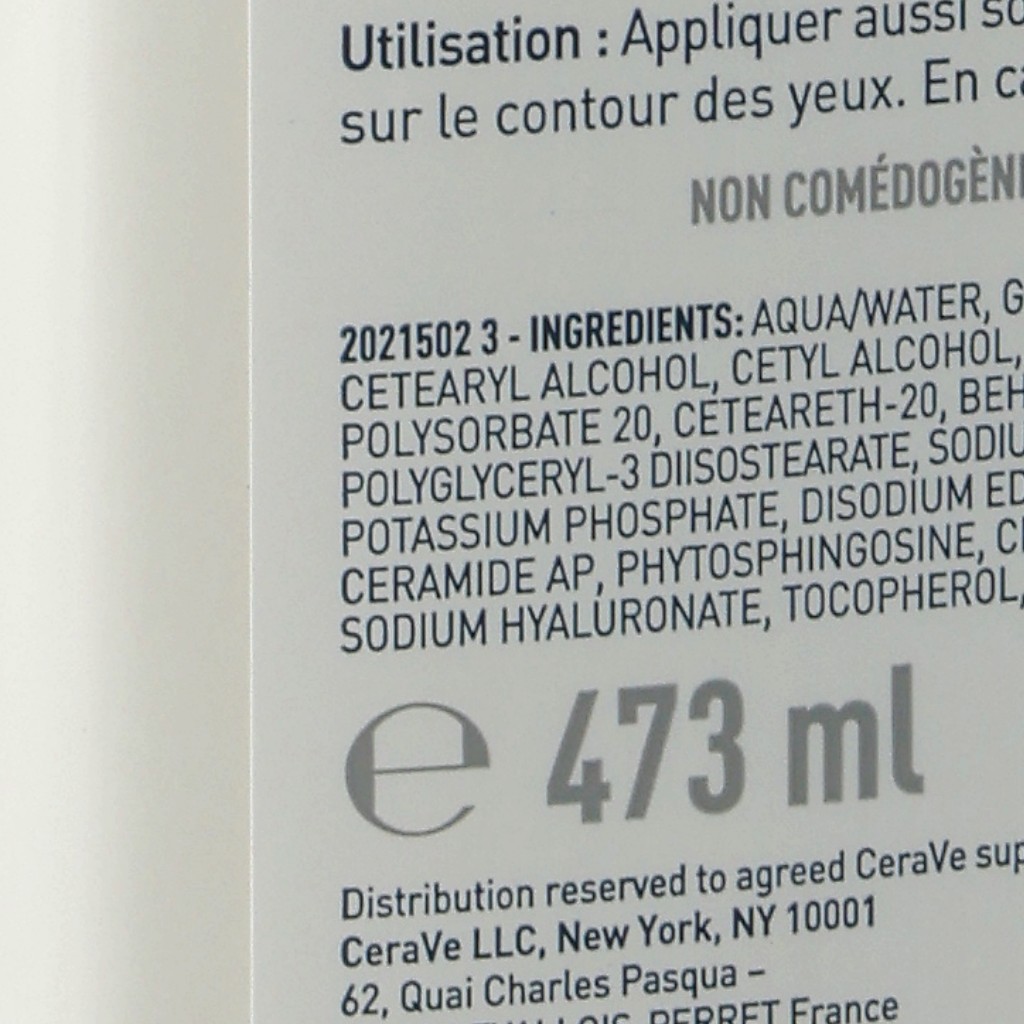 Utilisation : Appliquer aussi
sur le contour des yeux. En
NON
2021502 3 - INGREDIENTS: AQUA/WATER,
CETEARYL ALCOHOL, CETYL ALCOHOL,
POLYSORBATE 20, CETEARETH-20,
POLYGLYCERYL-3 DIISOSTEARATE,
POTASSIUM PHOSPHATE, DISODIUM
CERAMIDE AP, PHYTOSPHINGOSINE,
SODIUM HYALURONATE, TOCOPHEROL,
e 473 ml
Distribution reserved to agreed CeraVe
CeraVe LLC, New York, NY 10001
62, Quai Charles Pasqua –
PERRET France